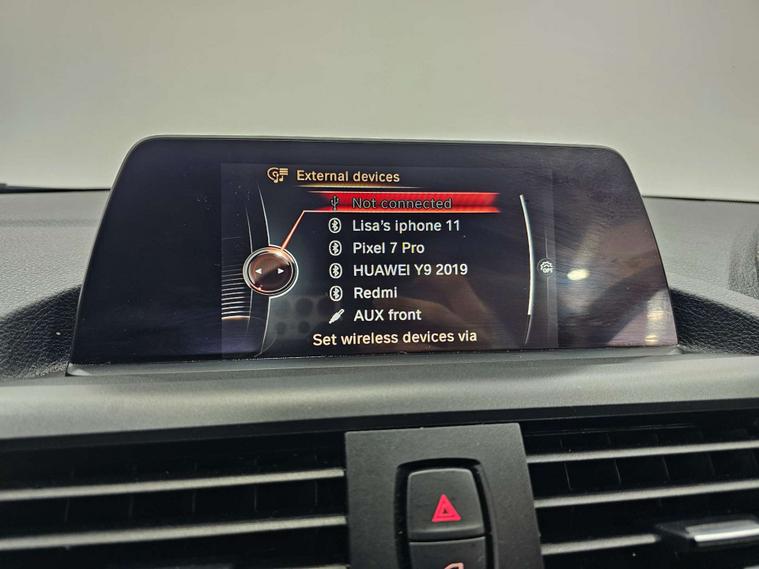 External devices
Not connected
Lisa's iphone 11
Pixel 7 Pro
HUAWEI Y9 2019
Redmi
AUX front
Set wireless devices via